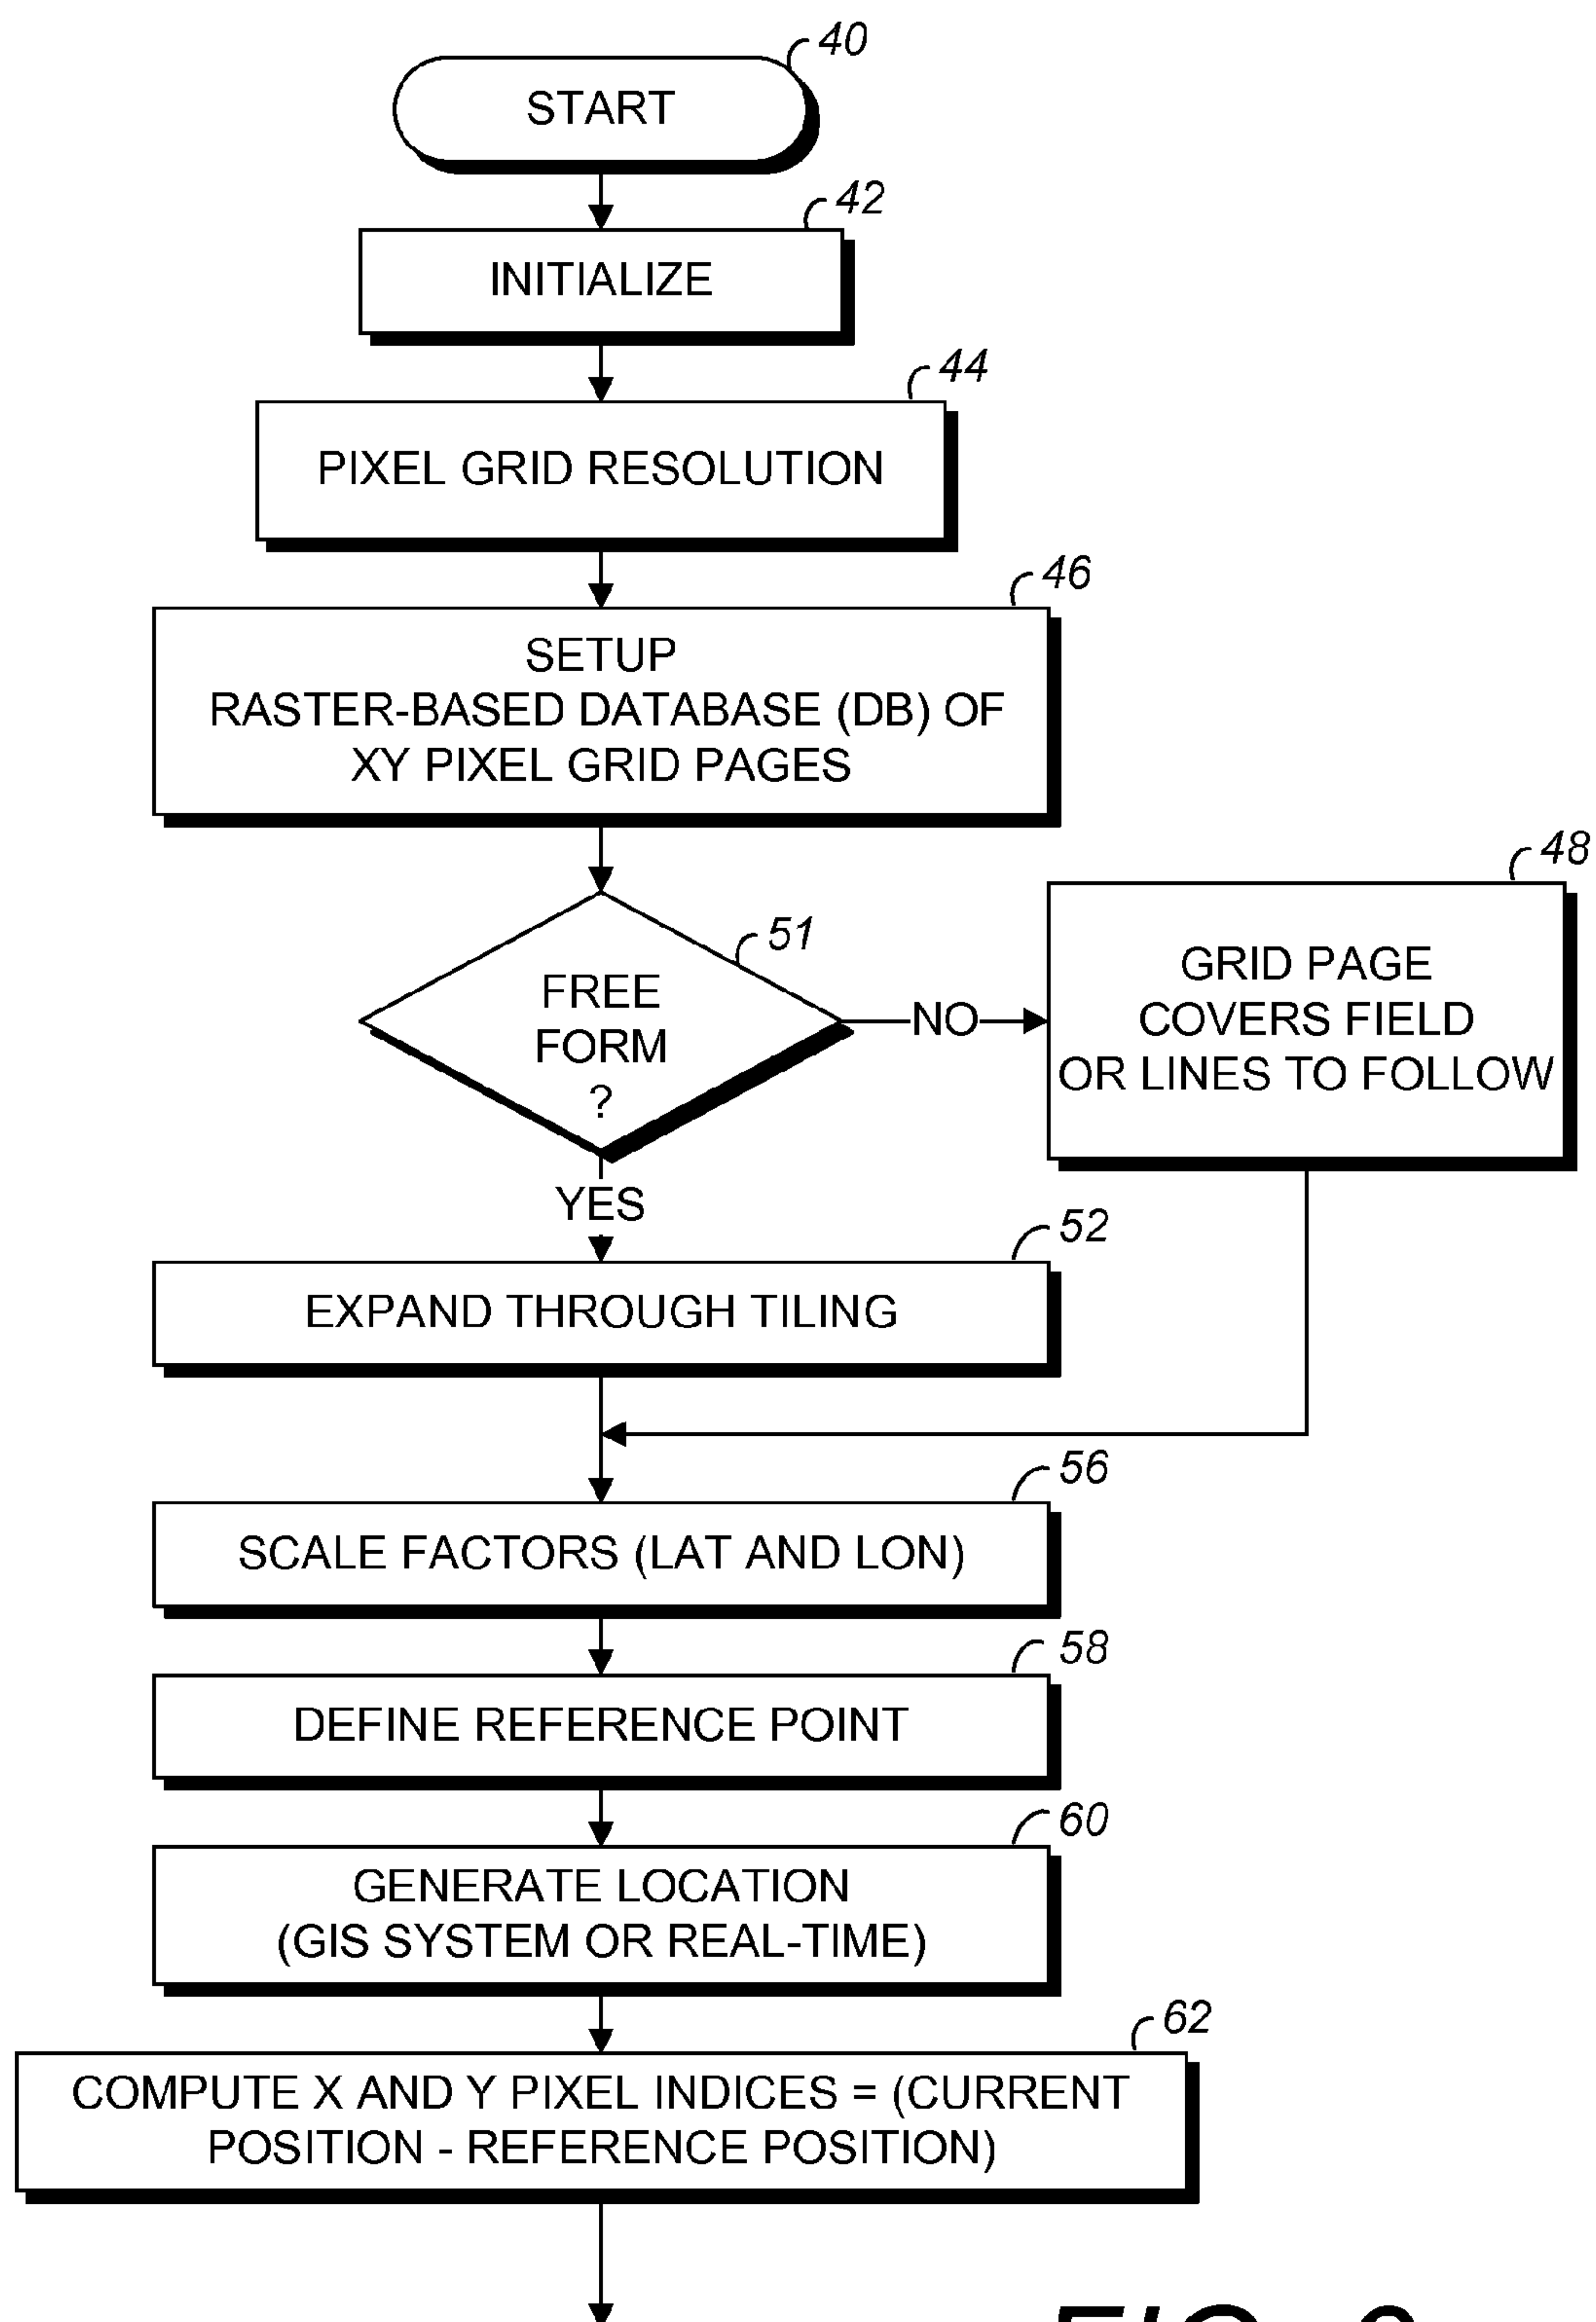 40
START
42
INITIALIZE
44
PIXEL GRID RESOLUTION
46
SETUP
RASTER-BASED DATABASE (DB) OF
XY PIXEL GRID PAGES
48
51
FREE
FORM
?
NO
GRID PAGE
COVERS FIELD
OR LINES TO FOLLOW
YES
52
EXPAND THROUGH TILING
56
SCALE FACTORS (LAT AND LON)
58
DEFINE REFERENCE POINT
60
GENERATE LOCATION
(GIS SYSTEM OR REAL-TIME)
62
COMPUTE X AND Y PIXEL INDICES = (CURRENT
POSITION - REFERENCE POSITION)